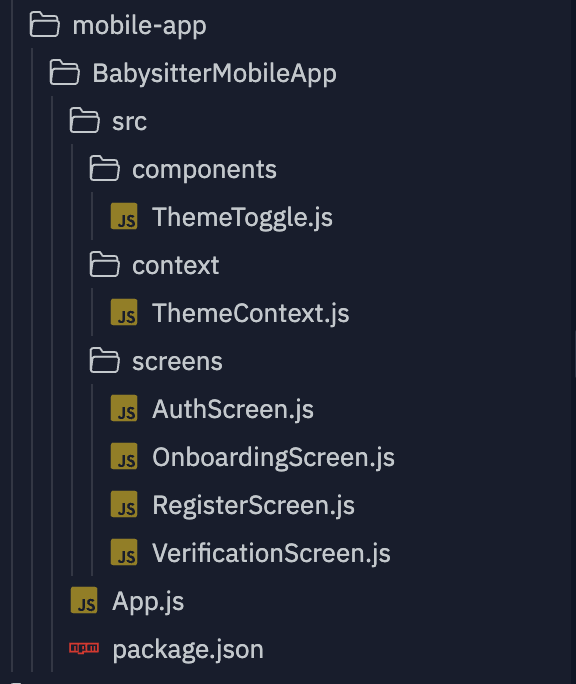 mobile-app
BabysitterMobileApp
src
components
JS ThemeToggle.js
context
JS ThemeContext.js
screens
JS AuthScreen.js
JS OnboardingScreen.js
JS RegisterScreen.js
JS VerificationScreen.js
JS App.js
npm package.json